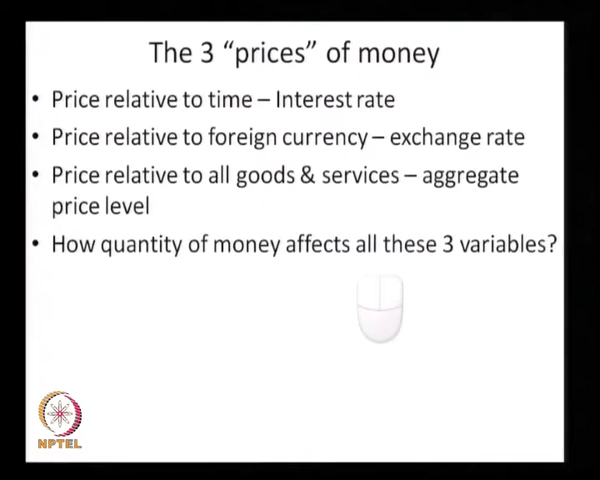 The 3 “prices” of money
• Price relative to time – Interest rate
• Price relative to foreign currency – exchange rate
• Price relative to all goods & services – aggregate
price level
• How quantity of money affects all these 3 variables?
NPTEL